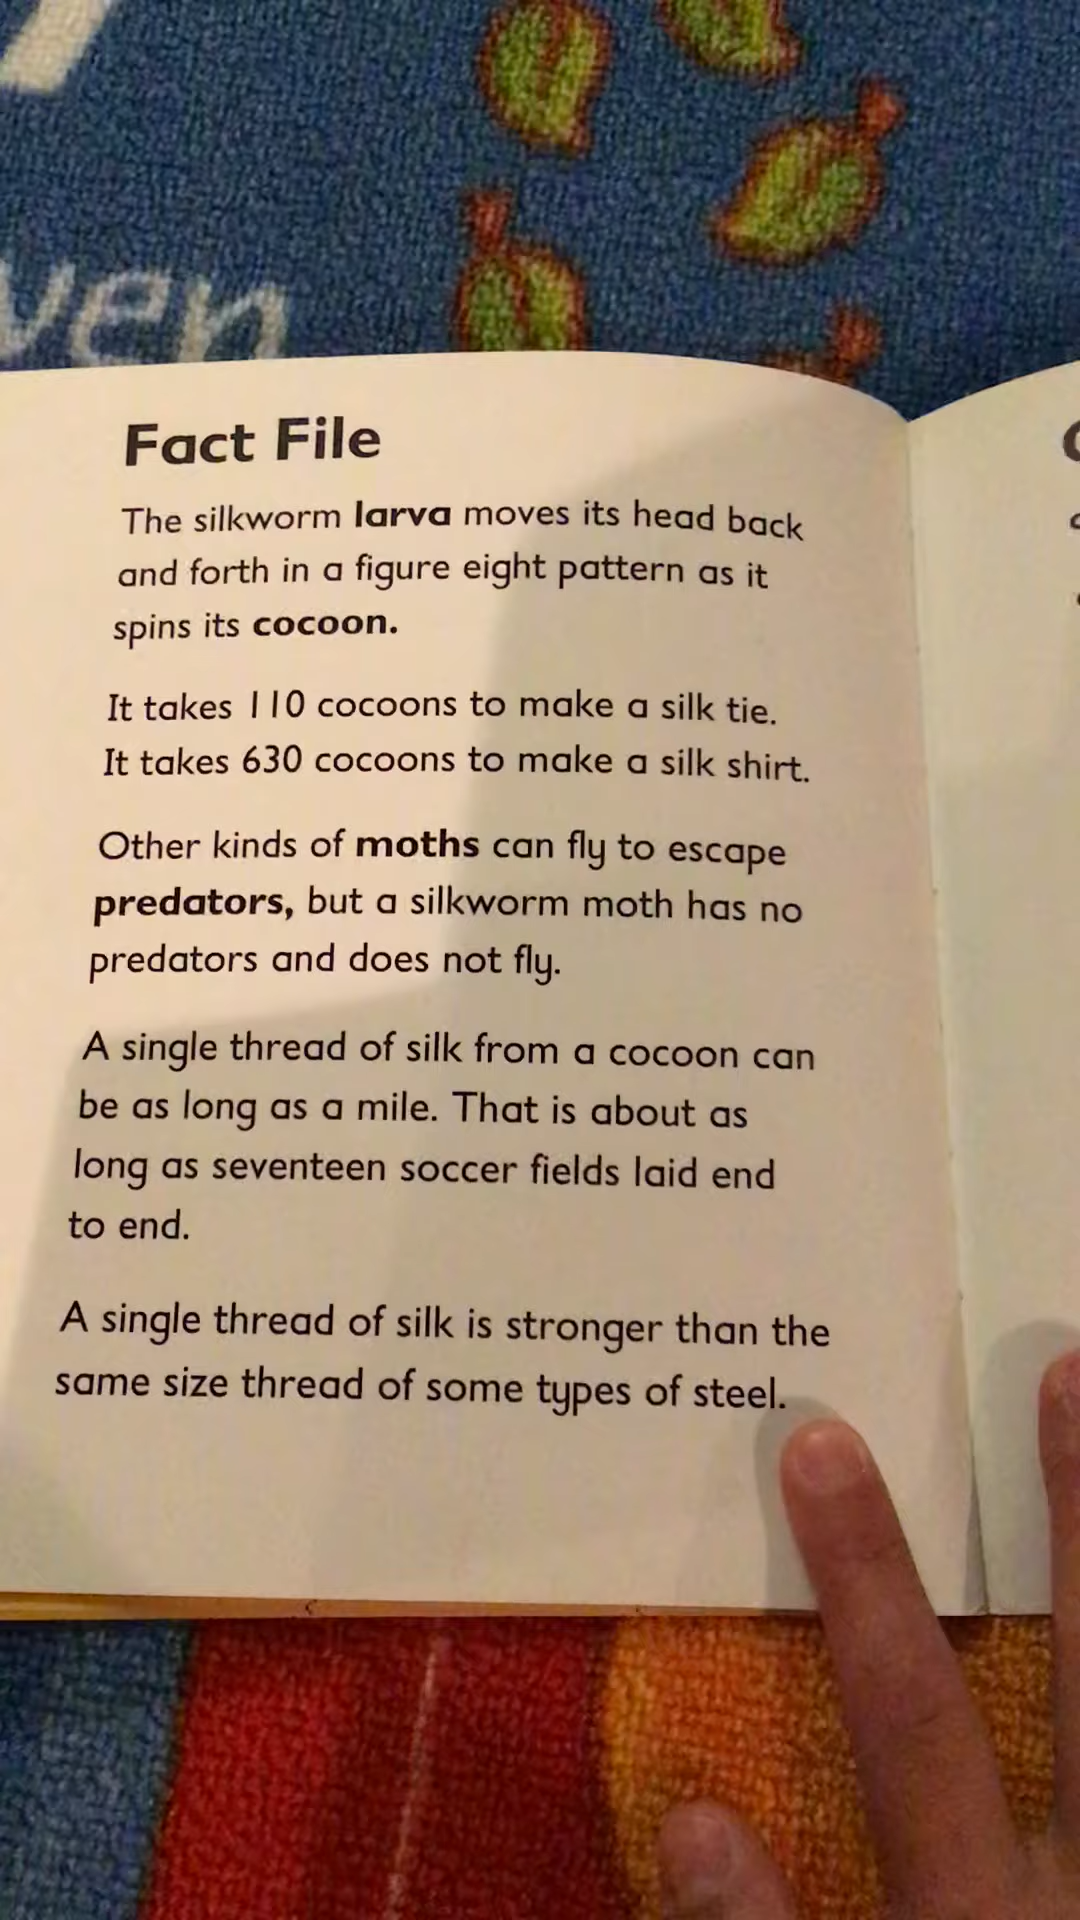 ven
Fact File
The silkworm larva moves its head back
and forth in a figure eight pattern as it
spins its cocoon.
It takes 110 cocoons to make a silk tie.
It takes 630 cocoons to make a silk shirt.
Other kinds of moths can fly to escape
predators, but a silkworm moth has no
predators and does not fly.
A single thread of silk from a cocoon can
be as long as a mile. That is about as
long as seventeen soccer fields laid end
to end.
A single thread of silk is stronger than the
same size thread of some types of steel.